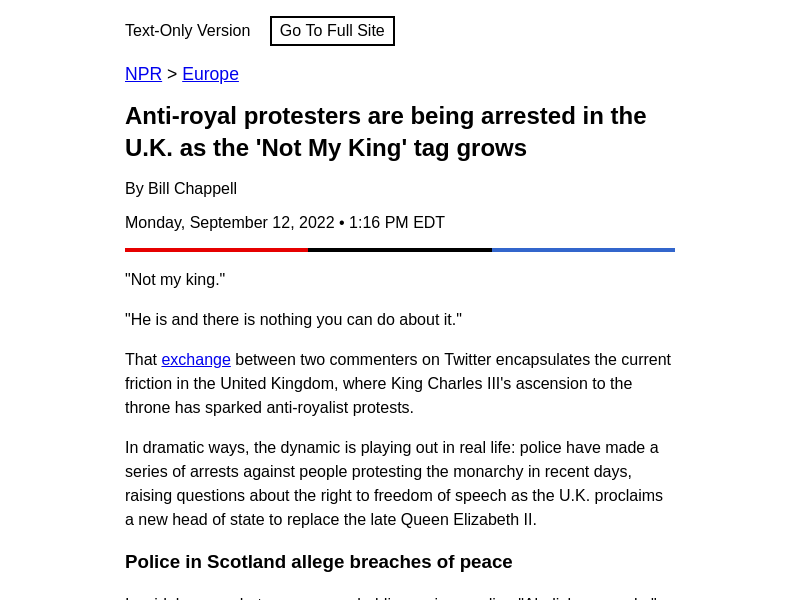 Text-Only Version Go To Full Site
NPR > Europe
Anti-royal protesters are being arrested in the
U.K. as the 'Not My King' tag grows
By Bill Chappell
Monday, September 12, 2022 • 1:16 PM EDT
"Not my king."
"He is and there is nothing you can do about it."
That exchange between two commenters on Twitter encapsulates the current
friction in the United Kingdom, where King Charles III's ascension to the
throne has sparked anti-royalist protests.
In dramatic ways, the dynamic is playing out in real life: police have made a
series of arrests against people protesting the monarchy in recent days,
raising questions about the right to freedom of speech as the U.K. proclaims
a new head of state to replace the late Queen Elizabeth II.
Police in Scotland allege breaches of peace